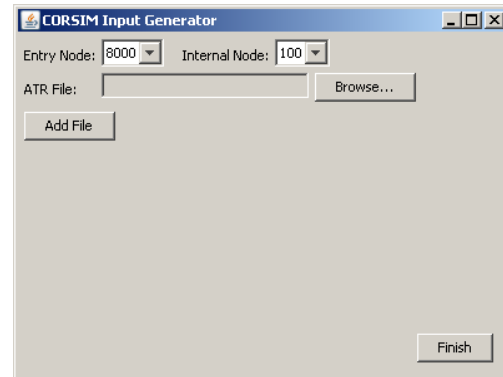 CORSIM Input Generator
Entry Node: 8000 Internal Node: 100
ATR File: Browse...
Add File
Finish